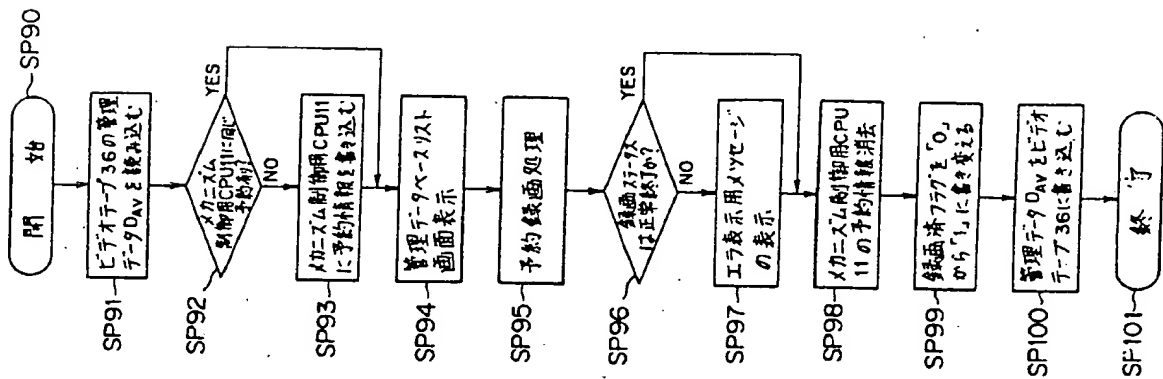 開 始
SP90
ビデオテープ36の管理
データDAVを読み込む
SP91
メカニズム
制御用CPU11に同じ
予約有?
YES
NO
SP92
メカニズム制御用CPU11
に予約情報を書き込む
SP93
管理データベースリスト
画面表示
SP94
予約録画処理
SP95
録画ステータス
は正常終了か?
YES
NO
SP96
エラ表示用メッセージ
の表示
SP97
メカニズム制御用CPU
11の予約情報消去
SP98
録画済フラグを「0」
から「1」に書き変える
SP99
管理データDAVをビデオ
テープ36に書き込む
SP100
終 了
SP101